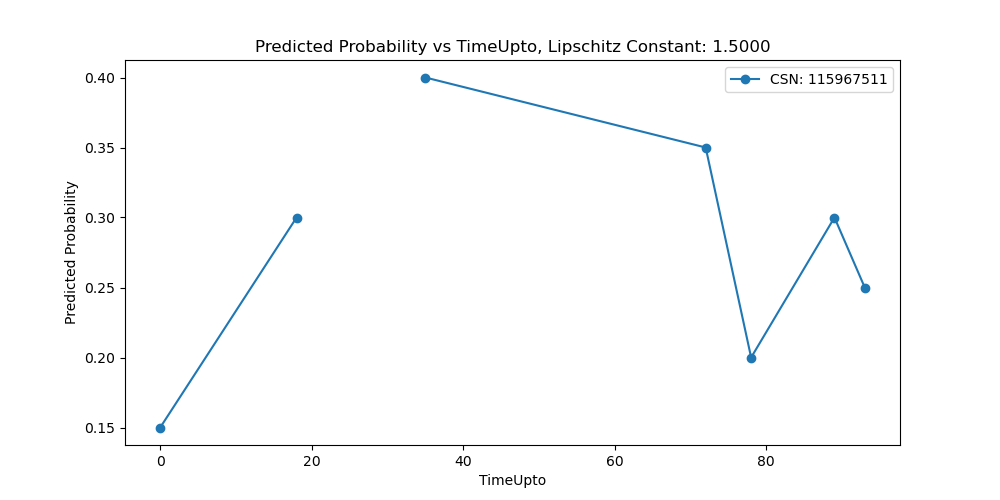 Predicted Probability vs TimeUpto, Lipschitz Constant: 1.5000
CSN: 115967511
0.40
0.35
0.30
0.25
0.20
0.15
Predicted Probability
0 20 40 60 80
TimeUpto